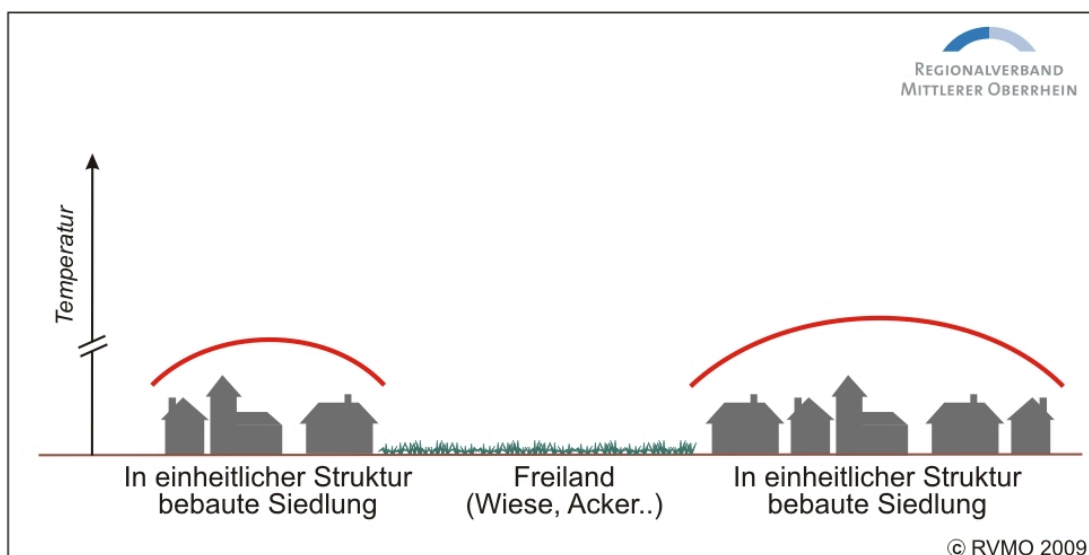 REGIONALVERBAND
MITTLERER OBERRHEIN
Temperatur
In einheitlicher Struktur
bebaute Siedlung
Freiland
(Wiese, Acker..)
In einheitlicher Struktur
bebaute Siedlung
© RVMO 2009